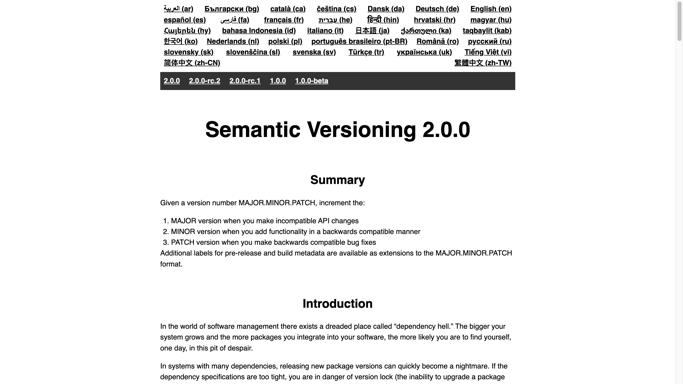 العربية (ar) Български (bg) català (ca) čeština (cs) Dansk (da) Deutsch (de) English (en)
español (es) فارسی (fa) français (fr) עברית (he) हिन्दी (hin) hrvatski (hr) magyar (hu)
Հայերեն (hy) bahasa Indonesia (id) italiano (it) 日本語 (ja) ქართული (ka) taqbaylit (kab)
한국어 (ko) Nederlands (nl) polski (pl) português brasileiro (pt-BR) Română (ro) pусский (ru)
slovensky (sk) slovenščina (sl) svenska (sv) Türkçe (tr) українська (uk) Tiếng Việt (vi)
简体中文 (zh-CN) 繁體中文 (zh-TW)
2.0.0 2.0.0-rc.2 2.0.0-rc.1 1.0.0 1.0.0-beta
Semantic Versioning 2.0.0
Summary
Given a version number MAJOR.MINOR.PATCH, increment the:
1. MAJOR version when you make incompatible API changes
2. MINOR version when you add functionality in a backwards compatible manner
3. PATCH version when you make backwards compatible bug fixes
Additional labels for pre-release and build metadata are available as extensions to the MAJOR.MINOR.PATCH
format.
Introduction
In the world of software management there exists a dreaded place called “dependency hell.” The bigger your
system grows and the more packages you integrate into your software, the more likely you are to find yourself,
one day, in this pit of despair.
In systems with many dependencies, releasing new package versions can quickly become a nightmare. If the
dependency specifications are too tight, you are in danger of version lock (the inability to upgrade a package